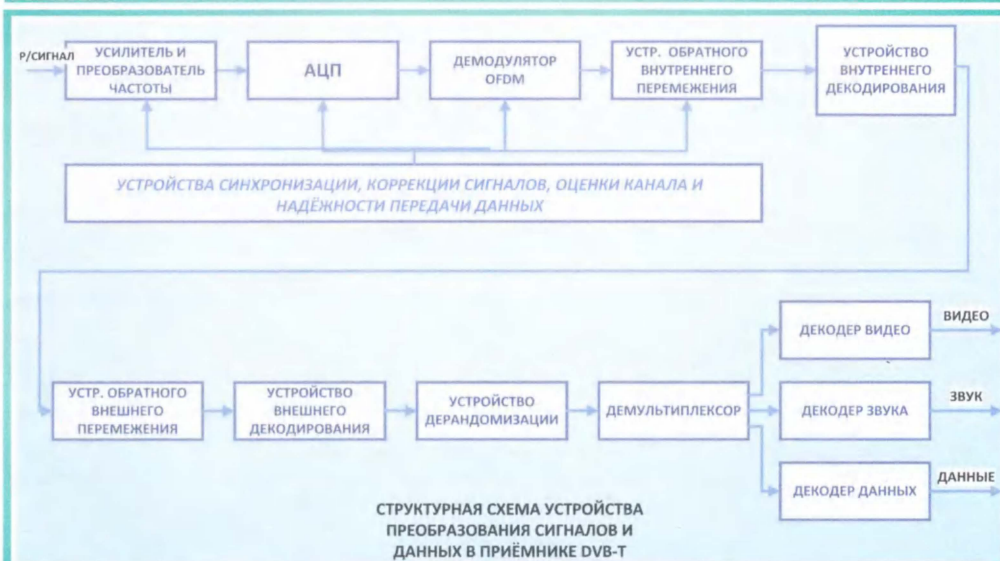 Р/СИГНАЛ
УСИЛИТЕЛЬ И
ПРЕОБРАЗОВАТЕЛЬ
ЧАСТОТЫ
АЦП
ДЕМОДУЛЯТОР
OFDM
УСТР. ОБРАТНОГО
ВНУТРЕННЕГО
ПЕРЕМЕЖЕНИЯ
УСТРОЙСТВО
ВНУТРЕННЕГО
ДЕКОДИРОВАНИЯ
УСТРОЙСТВА СИНХРОНИЗАЦИИ, КОРРЕКЦИИ СИГНАЛОВ, ОЦЕНКИ КАНАЛА И
НАДЁЖНОСТИ ПЕРЕДАЧИ ДАННЫХ
УСТР. ОБРАТНОГО
ВНЕШНЕГО
ПЕРЕМЕЖЕНИЯ
УСТРОЙСТВО
ВНЕШНЕГО
ДЕКОДИРОВАНИЯ
УСТРОЙСТВО
ДЕРАНДОМИЗАЦИИ
ДЕМУЛЬТИПЛЕКСОР
ДЕКОДЕР ВИДЕО
ВИДЕО
ДЕКОДЕР ЗВУКА
ЗВУК
ДЕКОДЕР ДАННЫХ
ДАННЫЕ
СТРУКТУРНАЯ СХЕМА УСТРОЙСТВА
ПРЕОБРАЗОВАНИЯ СИГНАЛОВ И
ДАННЫХ В ПРИЁМНИКЕ DVB-T